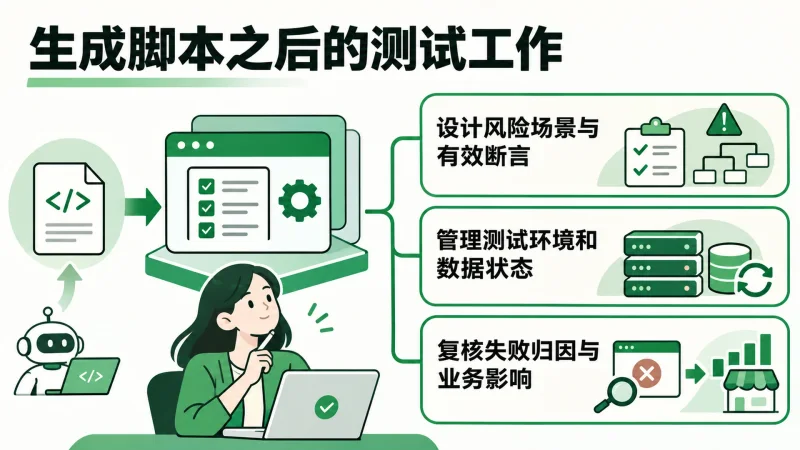 生成脚本之后的测试工作
设计风险场景与
有效断言
管理测试环境和
数据状态
复核失败归因与
业务影响
</>
</>